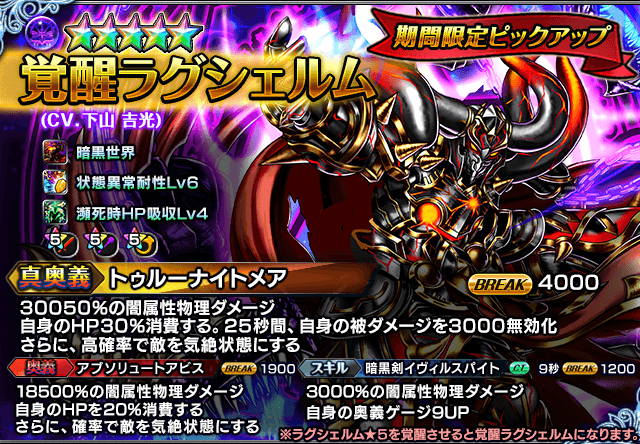 期間限定ピックアップ
覚醒ラグシェルム
(CV.下山 吉光)
暗黒世界
状態異常耐性Lv6
瀕死時HP吸収Lv4
5 5 5
真奥義 トゥルーナイトメア BREAK 4000
30050%の闇属性物理ダメージ
自身のHP30%消費する。25秒間、自身の被ダメージを3000無効化
さらに、高確率で敵を気絶状態にする
奥義 アブソリュートアビス BREAK 1900
18500%の闇属性物理ダメージ
自身のHPを20%消費する
さらに、確率で敵を気絶状態にする
スキル 暗黒剣イヴィルスパイト CT 9秒 BREAK 1200
3000%の闇属性物理ダメージ
自身の奥義ゲージ9UP
※ラグシェルム★5を覚醒させると覚醒ラグシェルムになります